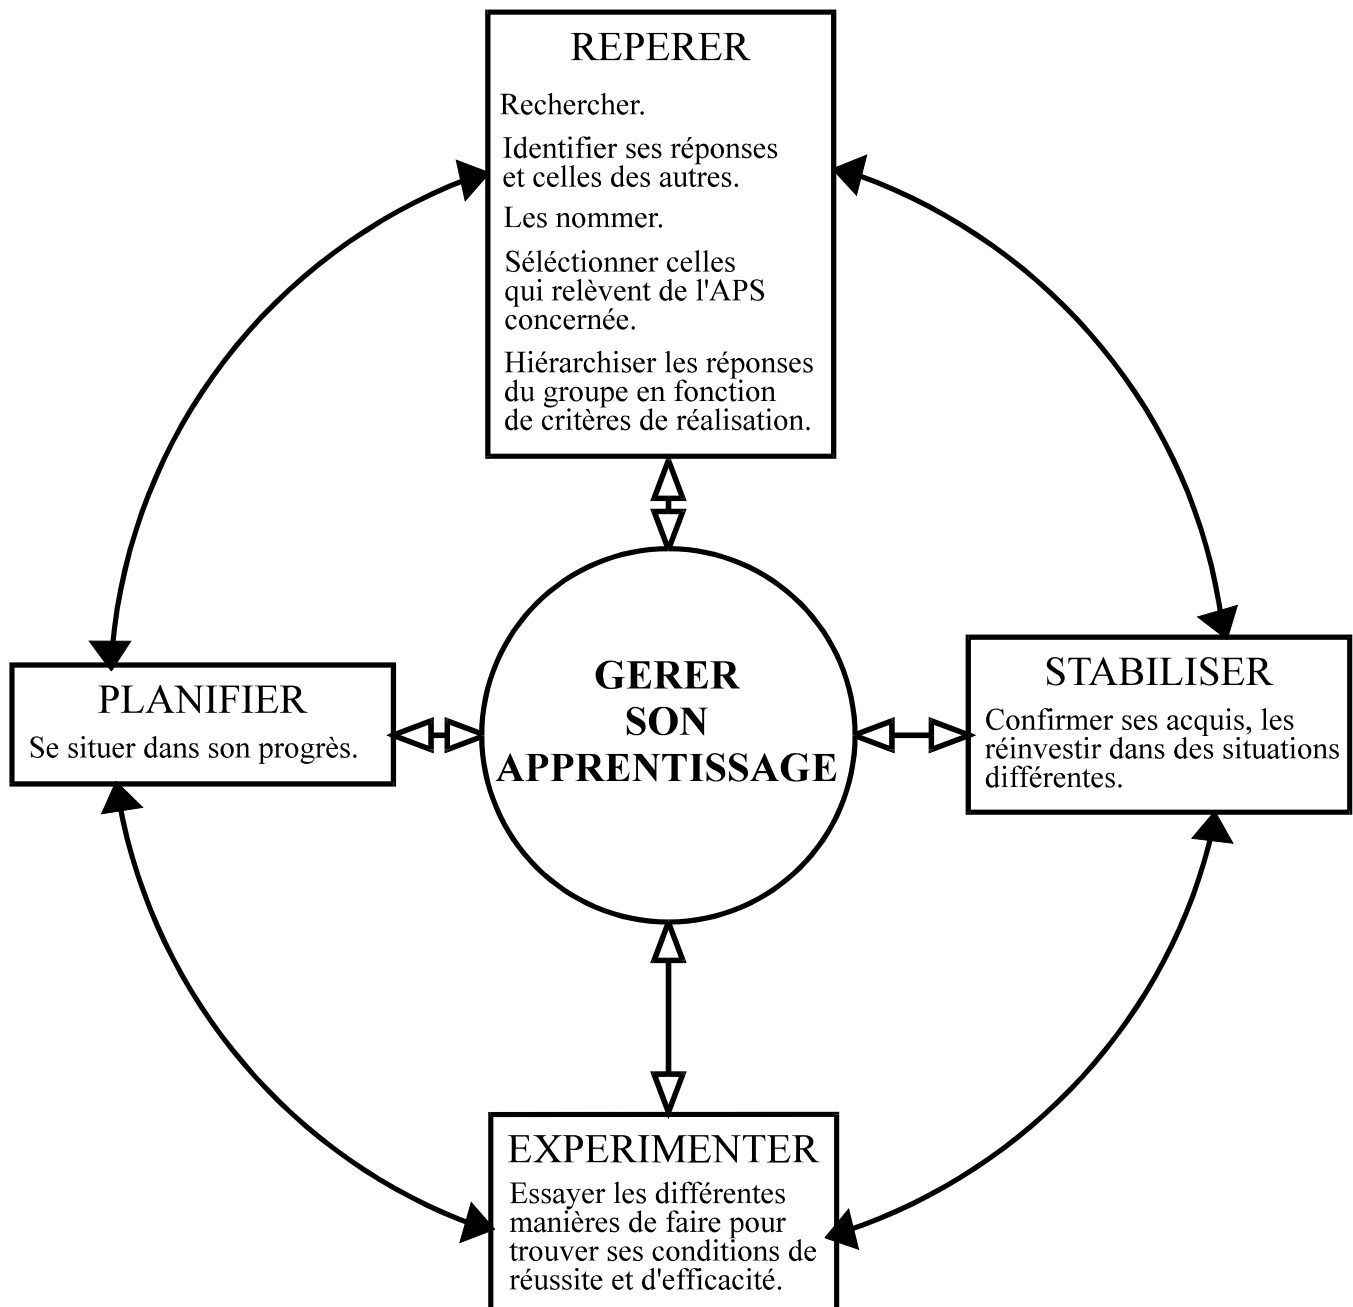 REPERER
Rechercher.
Identifier ses réponses
et celles des autres.
Les nommer.
Séléctionner celles
qui relèvent de l'APS
concernée.
Hiérarchiser les réponses
du groupe en fonction
de critères de réalisation.
PLANIFIER
Se situer dans son progrès.
GERER
SON
APPRENTISSAGE
STABILISER
Confirmer ses acquis, les
réinvestir dans des situations
différentes.
EXPERIMENTER
Essayer les différentes
manières de faire pour
trouver ses conditions de
réussite et d'efficacité.